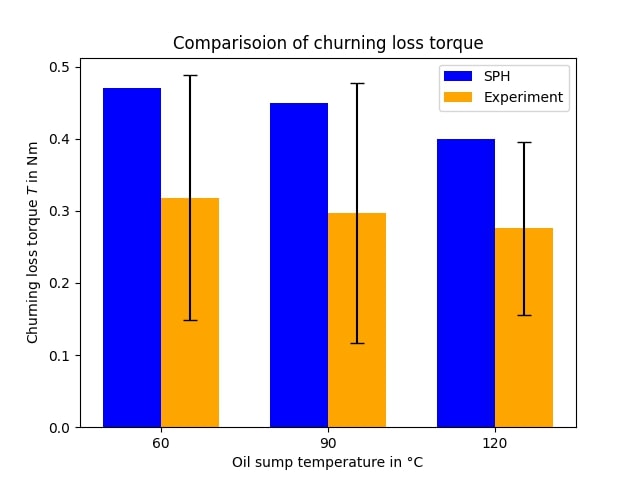 Comparisoion of churning loss torque
SPH
Experiment
0.5
0.4
0.3
0.2
0.1
0.0
Churning loss torque T in Nm
60 90 120
Oil sump temperature in °C